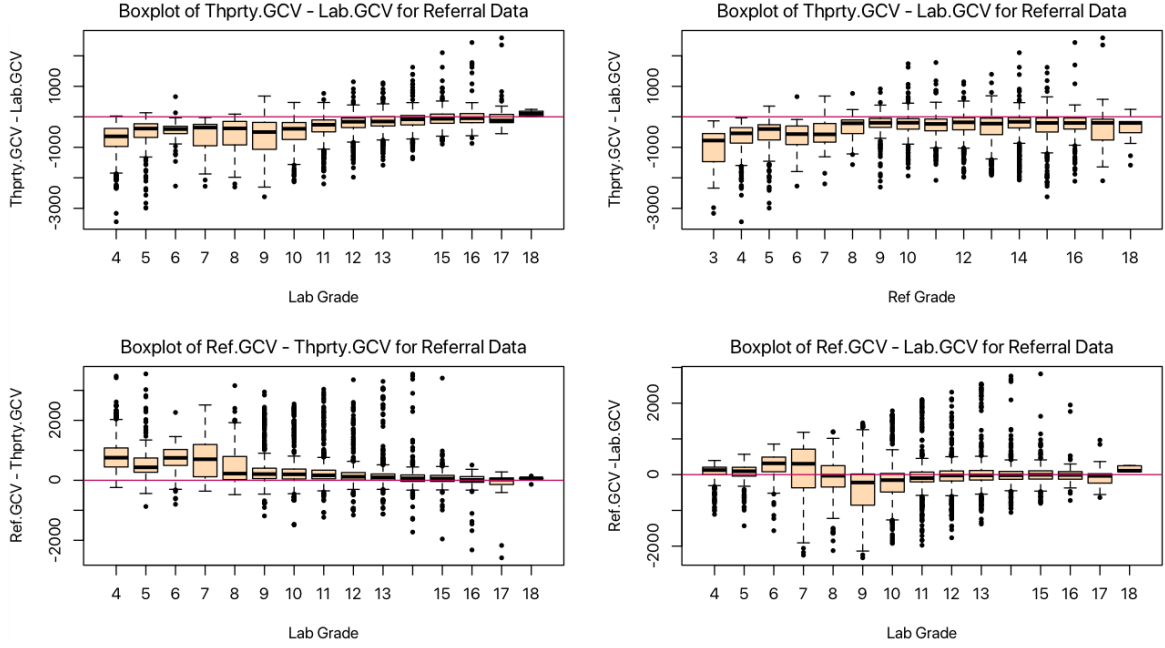 Boxplot of Thprty.GCV - Lab.GCV for Referral Data
Thprty.GCV - Lab.GCV
1000
-1000
-3000
4 5 6 7 8 9 10 11 12 13 15 16 17 18
Lab Grade
Boxplot of Thprty.GCV - Lab.GCV for Referral Data
Thprty.GCV - Lab.GCV
1000
-1000
-3000
3 4 5 6 7 8 9 10 12 14 16 18
Ref Grade
Boxplot of Ref.GCV - Thprty.GCV for Referral Data
Ref.GCV - Thprty.GCV
2000
0
-2000
4 5 6 7 8 9 10 11 12 13 15 16 17 18
Lab Grade
Boxplot of Ref.GCV - Lab.GCV for Referral Data
Ref.GCV -Lab.GCV
2000
0
-2000
4 5 6 7 8 9 10 11 12 13 15 16 17 18
Lab Grade